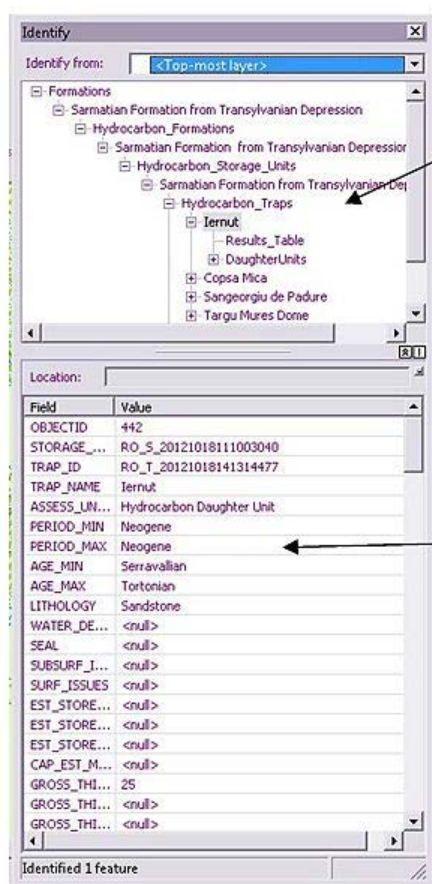 Identify
Identify from: <Top-most layer>
Formations
Sarmatian Formation from Transylvanian Depression
Hydrocarbon_Formations
Sarmatian Formation from Transylvanian Depression
Hydrocarbon_Storage_Units
Sarmatian Formation from Transylvanian Dep
Hydrocarbon_Traps
Iernut
Results_Table
DaughterUnits
Copsa Mica
Sangeorgiu de Padure
Targu Mures Dome
Location:
Field Value
OBJECTID 442
STORAGE_... RO_S_20121018111003040
TRAP_ID RO_T_20121018141314477
TRAP_NAME Iernut
ASSESS_UN... Hydrocarbon Daughter Unit
PERIOD_MIN Neogene
PERIOD_MAX Neogene
AGE_MIN Serravallian
AGE_MAX Tortonian
LITHOLOGY Sandstone
WATER_DE... <null>
SEAL <null>
SUBSURF_I... <null>
SURF_ISSUES <null>
EST_STORE... <null>
EST_STORE... <null>
EST_STORE... <null>
CAP_EST_M... <null>
GROSS_THI... 25
GROSS_THI... <null>
GROSS_THI... <null>
Identified 1 feature